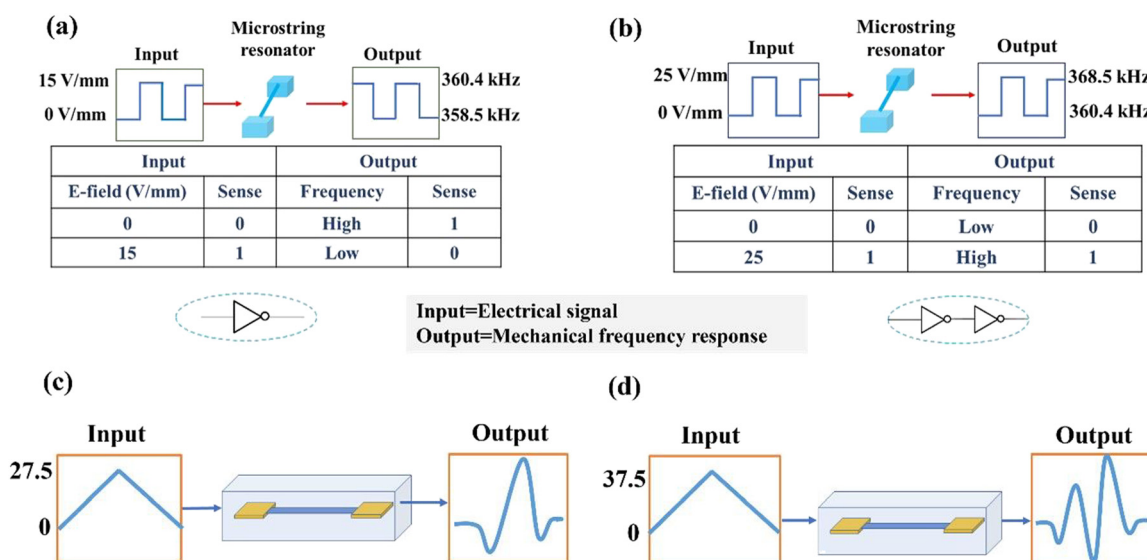 (a)
Microstring
resonator
Input
Output
15 V/mm
0 V/mm
360.4 kHz
358.5 kHz
Input Output
E-field (V/mm) Sense Frequency Sense
0 0 High 1
15 1 Low 0
(b)
Microstring
resonator
Input
Output
25 V/mm
0 V/mm
368.5 kHz
360.4 kHz
Input Output
E-field (V/mm) Sense Frequency Sense
0 0 Low 0
25 1 High 1
Input=Electrical signal
Output=Mechanical frequency response
(c)
Input
Output
27.5
0
(d)
Input
Output
37.5
0